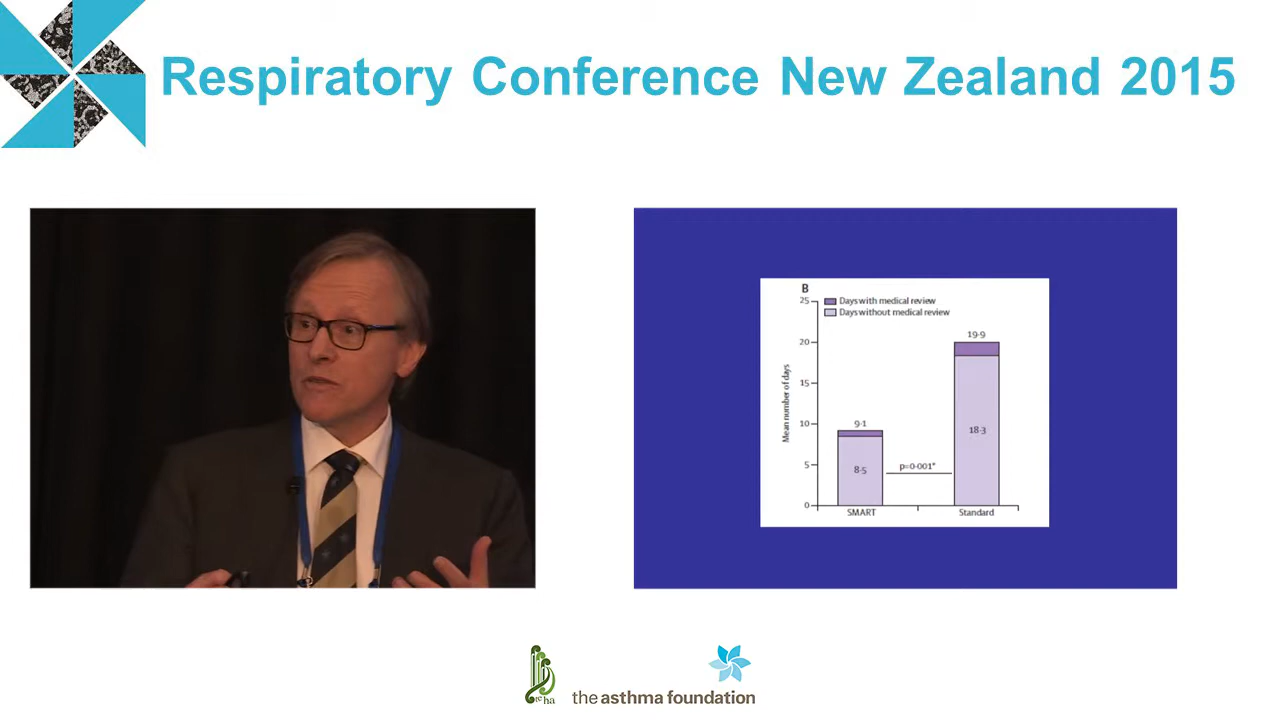 Respiratory Conference New Zealand 2015
B
Days with medical review
Days without medical review
25
20
15
10
5
0
Mean number of days
9·1
8·5
p=0·001*
19·9
18·3
SMART
Standard
te ha
the asthma foundation